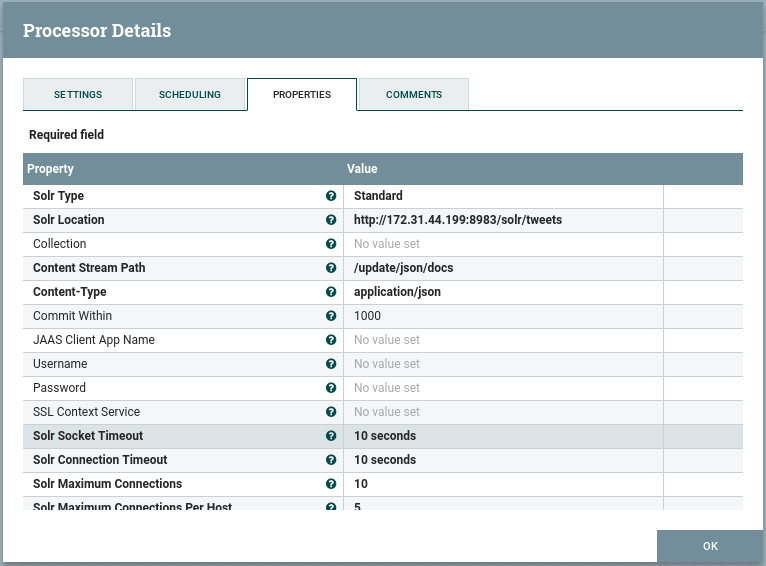 Processor Details
SETTINGS SCHEDULING PROPERTIES COMMENTS
Required field
Property Value
Solr Type ? Standard
Solr Location ? http://172.31.44.199:8983/solr/tweets
Collection ? No value set
Content Stream Path ? /update/json/docs
Content-Type ? application/json
Commit Within ? 1000
JAAS Client App Name ? No value set
Username ? No value set
Password ? No value set
SSL Context Service ? No value set
Solr Socket Timeout ? 10 seconds
Solr Connection Timeout ? 10 seconds
Solr Maximum Connections ? 10
Solr Maximum Connections Per Host ? 5
OK